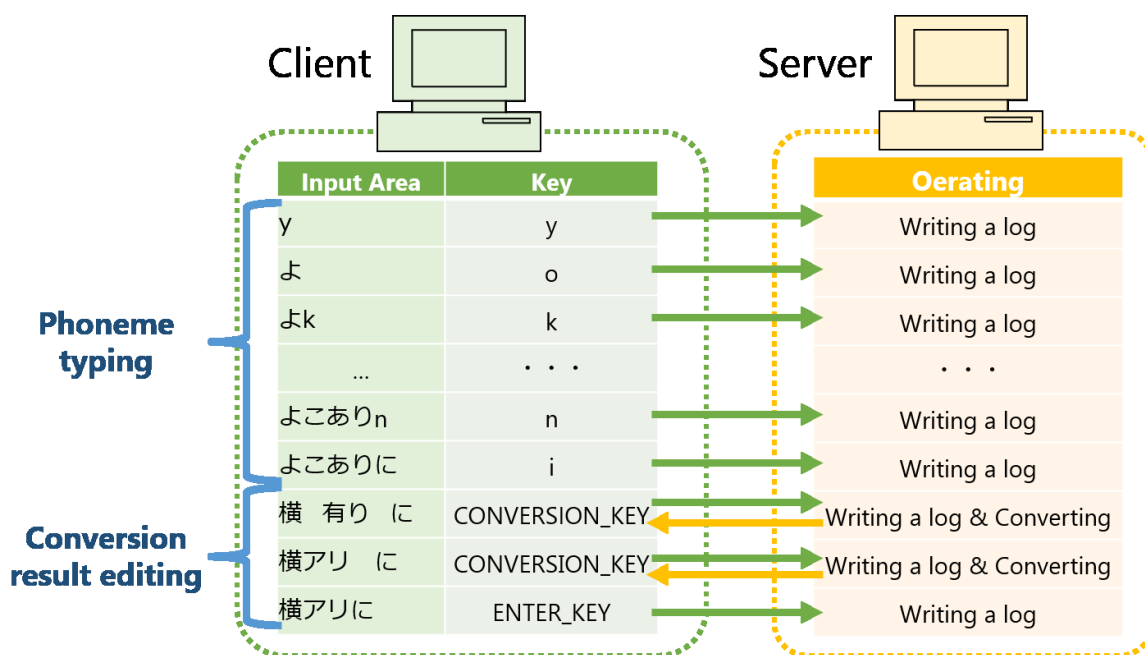 Client
Server
Input Area Key
Oerating
y y Writing a log
よ o Writing a log
よk k Writing a log
... ・・・ ・・・
よこありn n Writing a log
よこありに i Writing a log
横 有り に CONVERSION_KEY Writing a log & Converting
横アリ に CONVERSION_KEY Writing a log & Converting
横アリに ENTER_KEY Writing a log
Phoneme
typing
Conversion
result editing